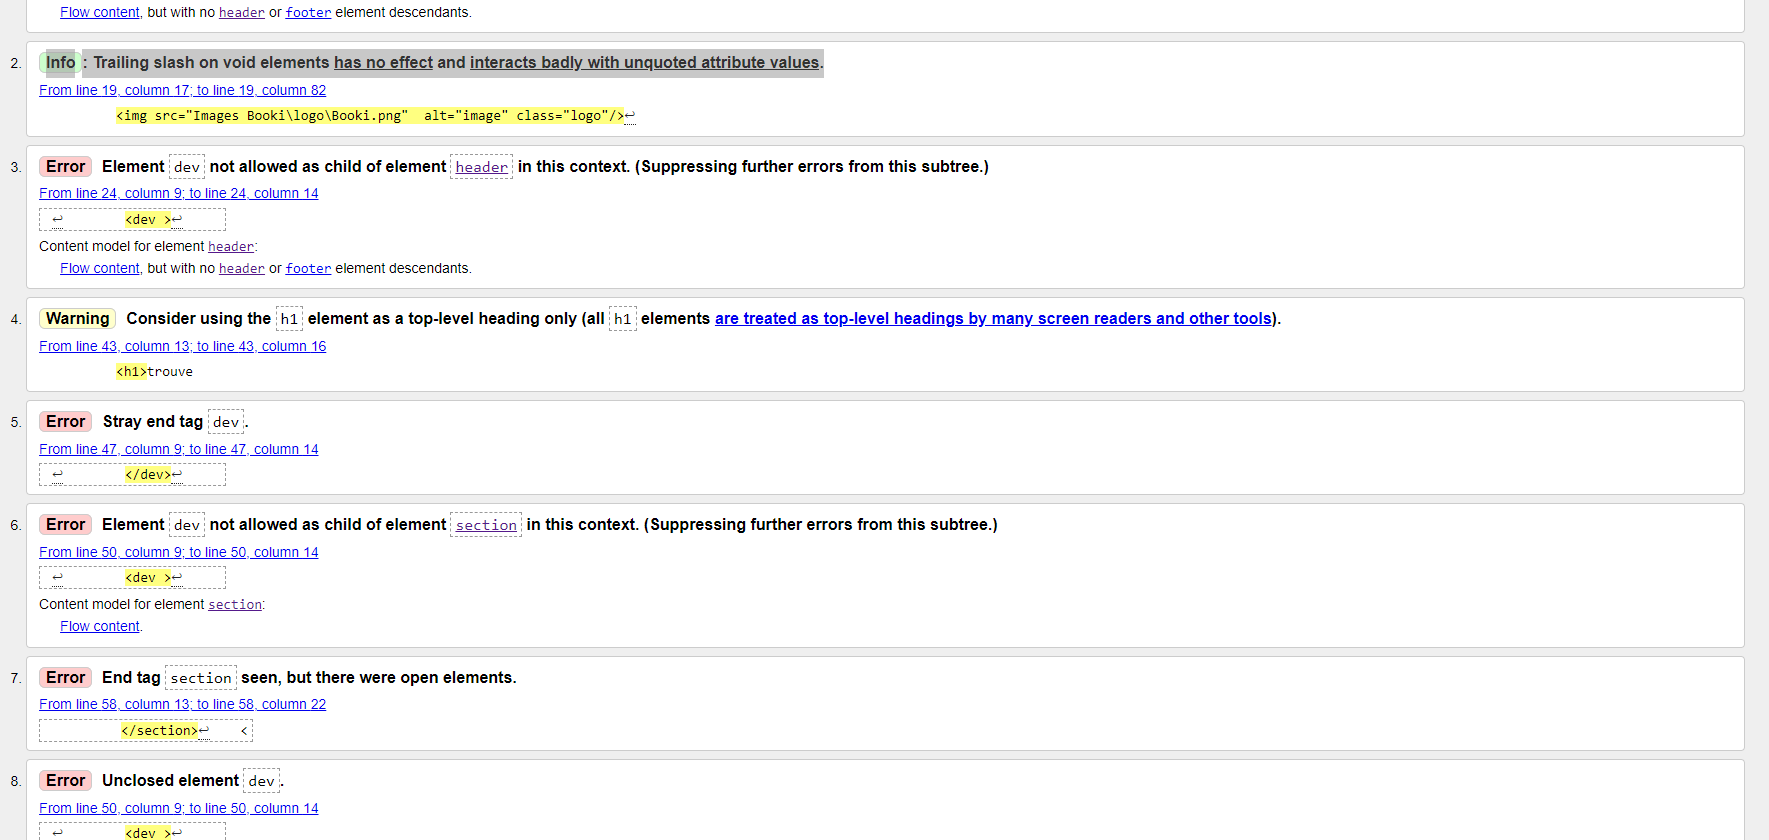 Flow content, but with no header or footer element descendants.
2. Info : Trailing slash on void elements has no effect and interacts badly with unquoted attribute values.
From line 19, column 17; to line 19, column 82
<img src="Images Booki\logo\Booki.png"  alt="image" class="logo"/>↩
3. Error Element dev not allowed as child of element header in this context. (Suppressing further errors from this subtree.)
From line 24, column 9; to line 24, column 14
↩ <dev >↩
Content model for element header:
Flow content, but with no header or footer element descendants.
4. Warning Consider using the h1 element as a top-level heading only (all h1 elements are treated as top-level headings by many screen readers and other tools).
From line 43, column 13; to line 43, column 16
<h1>trouve
5. Error Stray end tag dev.
From line 47, column 9; to line 47, column 14
↩ </dev>↩
6. Error Element dev not allowed as child of element section in this context. (Suppressing further errors from this subtree.)
From line 50, column 9; to line 50, column 14
↩ <dev >↩
Content model for element section:
Flow content.
7. Error End tag section seen, but there were open elements.
From line 58, column 13; to line 58, column 22
</section>↩ <
8. Error Unclosed element dev.
From line 50, column 9; to line 50, column 14
↩ <dev >↩